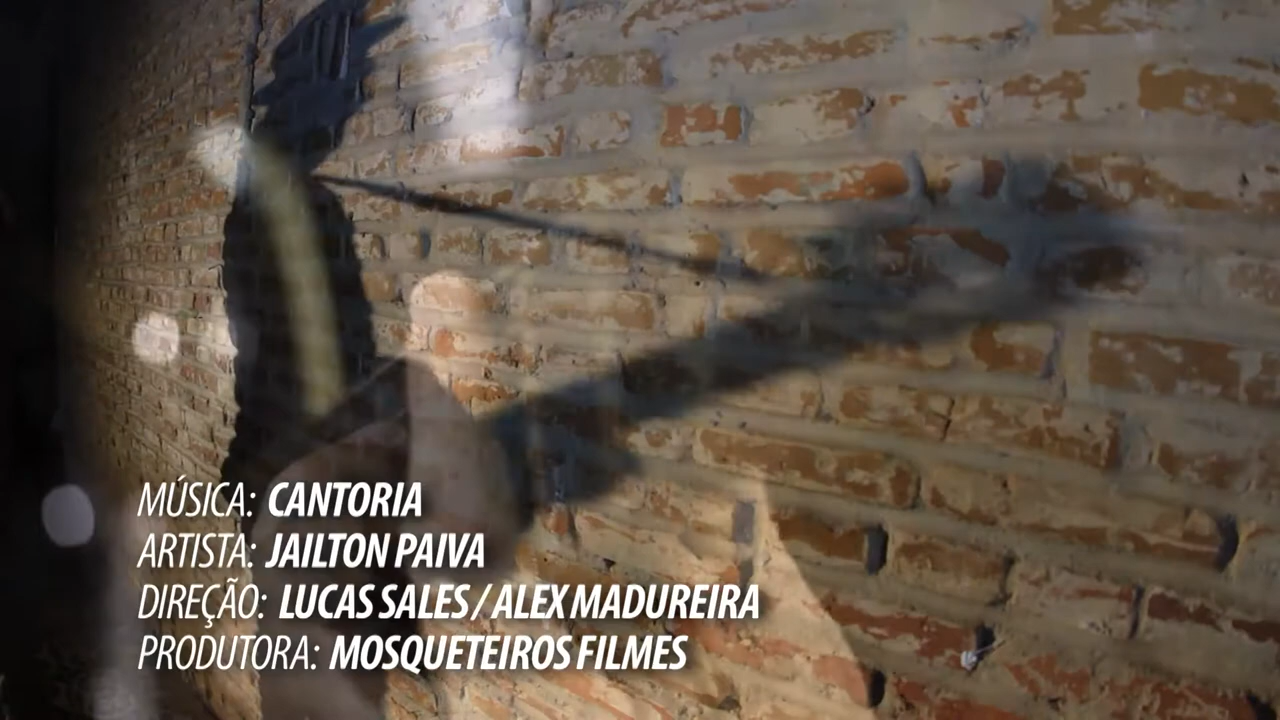 MÚSICA: CANTORIA
ARTISTA: JAILTON PAIVA
DIREÇÃO: LUCAS SALES / ALEX MADUREIRA
PRODUTORA: MOSQUETEIROS FILMES